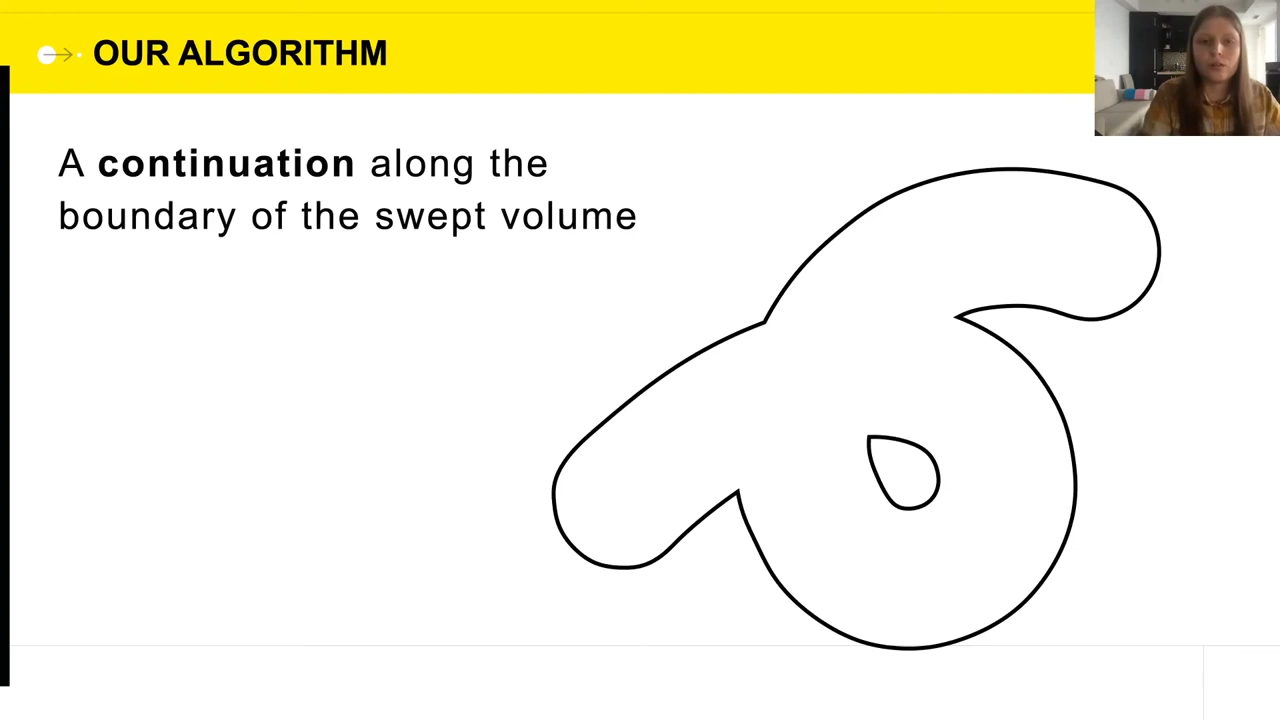 OUR ALGORITHM
A continuation along the
boundary of the swept volume